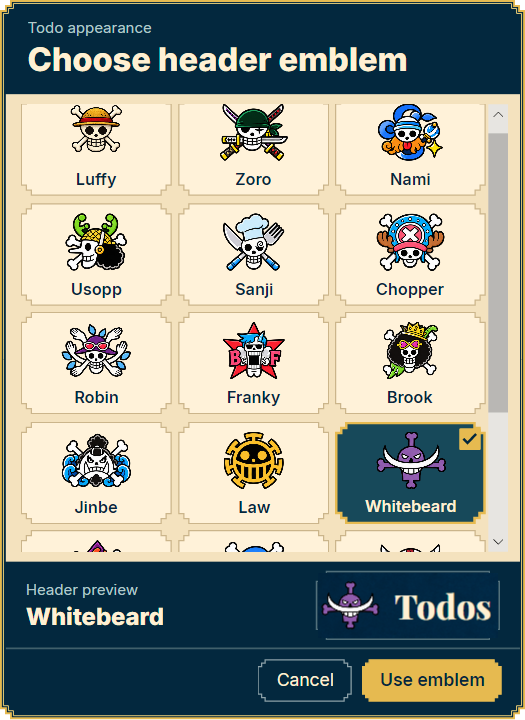 Todo appearance
Choose header emblem
Luffy
Zoro
Nami
Usopp
Sanji
Chopper
Robin
B F
Franky
Brook
Jinbe
Law
Whitebeard
Header preview
Whitebeard
Todos
Cancel
Use emblem